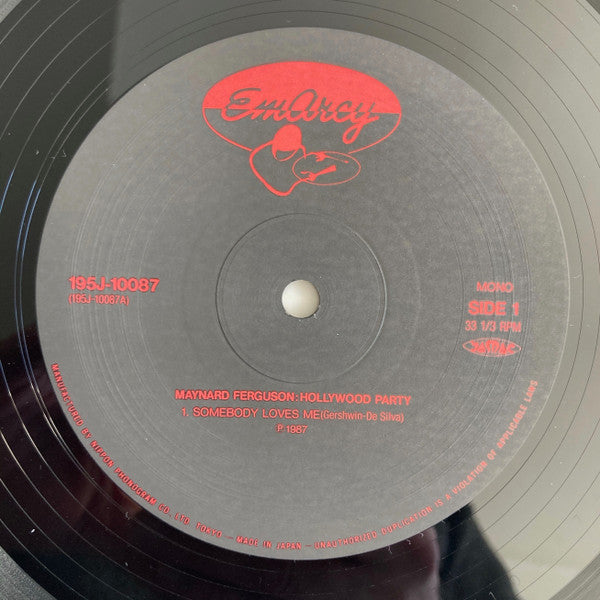 EmArcy
195J-10087
(195J-10087A)
MONO
SIDE 1
33 1/3 RPM
MAYNARD FERGUSON:HOLLYWOOD PARTY
1. SOMEBODY LOVES ME(Gershwin-De Silva)
P 1987
MANUFACTURED BY NIPPON PHONOGRAM CO., LTD. TOKYO – MADE IN JAPAN – UNAUTHORIZED DUPLICATION IS A VIOLATION OF APPLICABLE LAWS